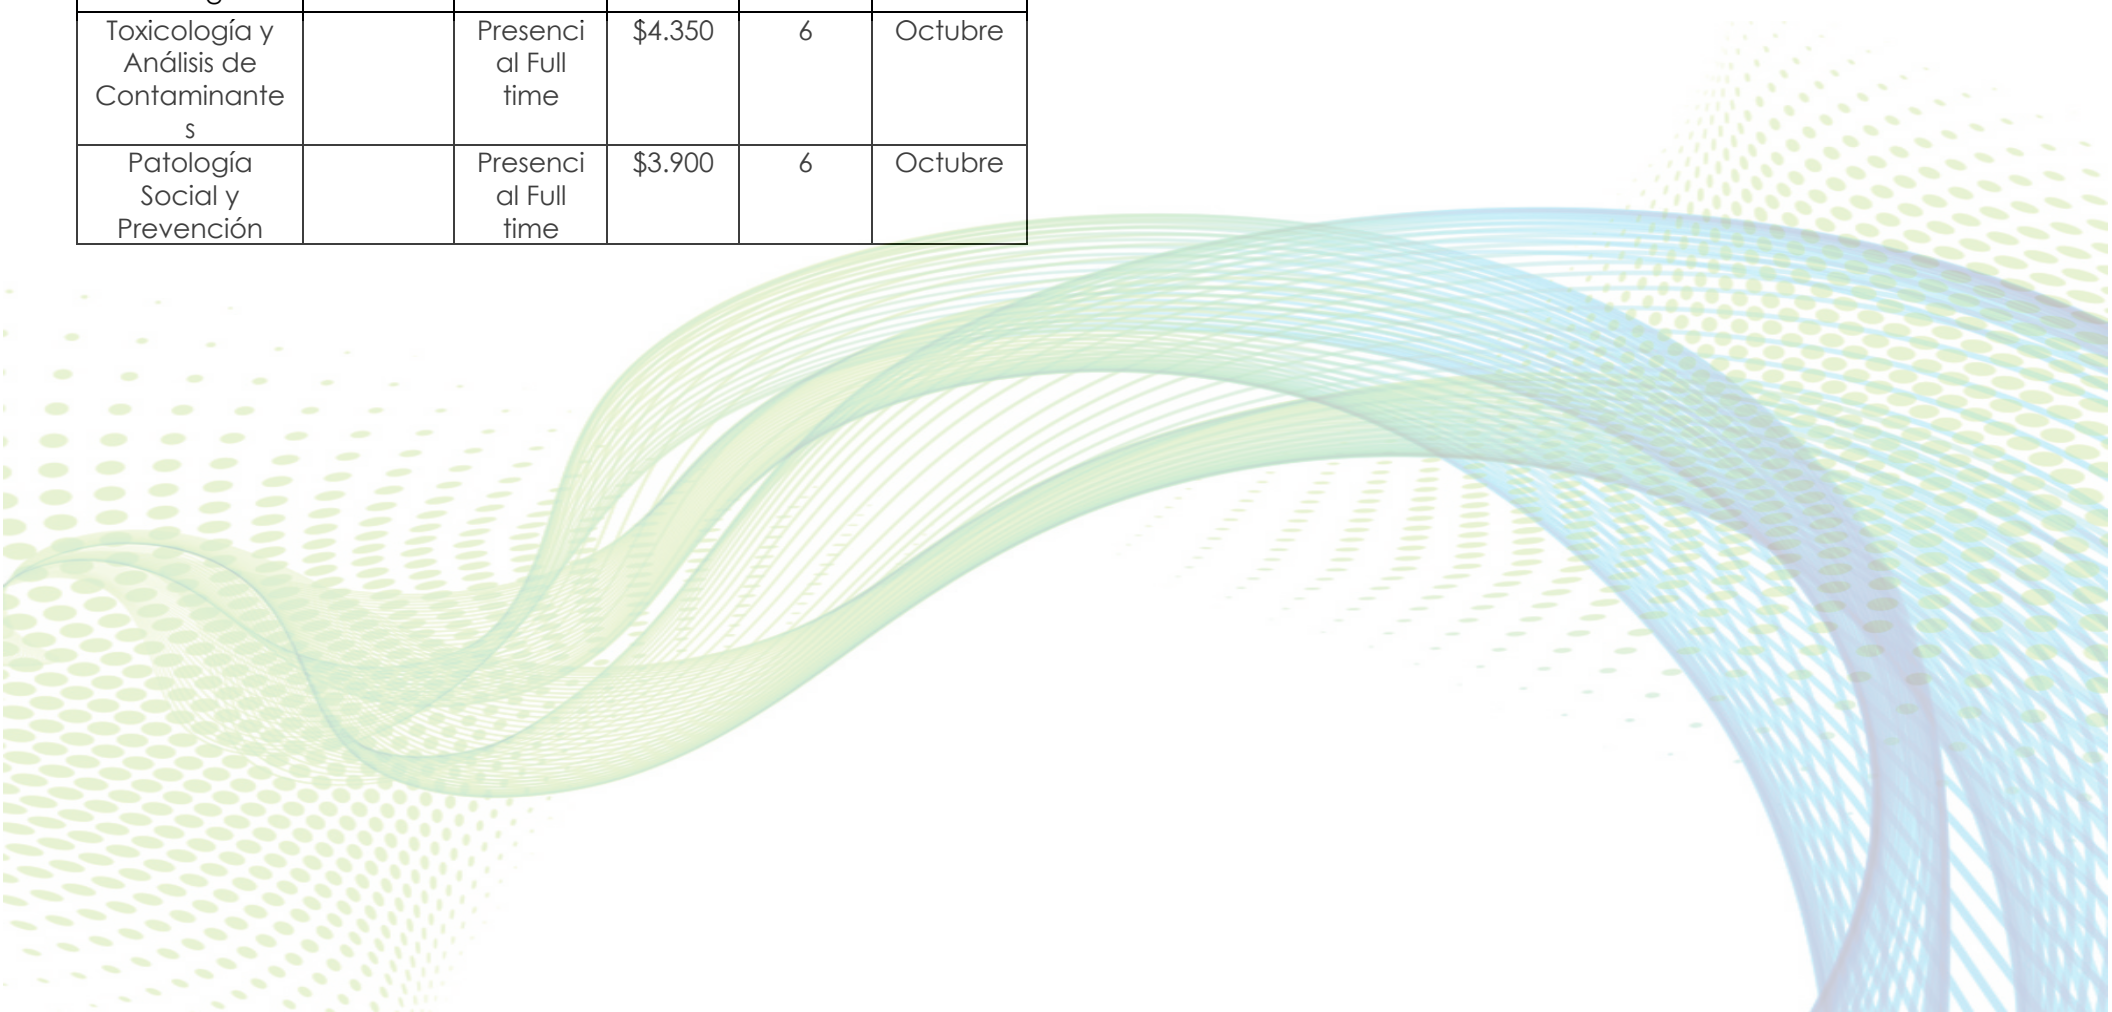 Toxicología y Presenci $4.350 6 Octubre
Análisis de al Full
Contaminante time
s
Patología Presenci $3.900 6 Octubre
Social y al Full
Prevención time